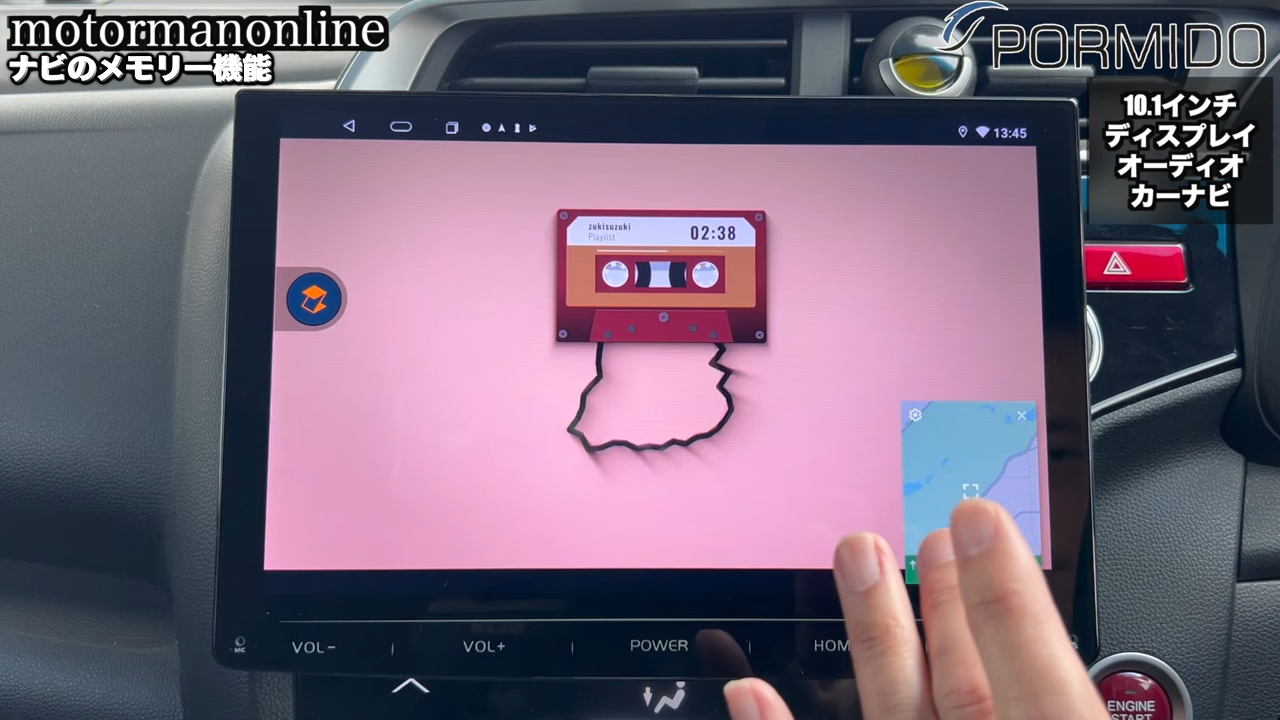 motormanonline
ナビのメモリー機能
PORMIDO
10.1インチ
ディスプレイ
オーディオ
カーナビ
13:45
zukisuzuki
Playlist
02:38
MIC
VOL-
VOL+
POWER
HOM
ENGINE
START